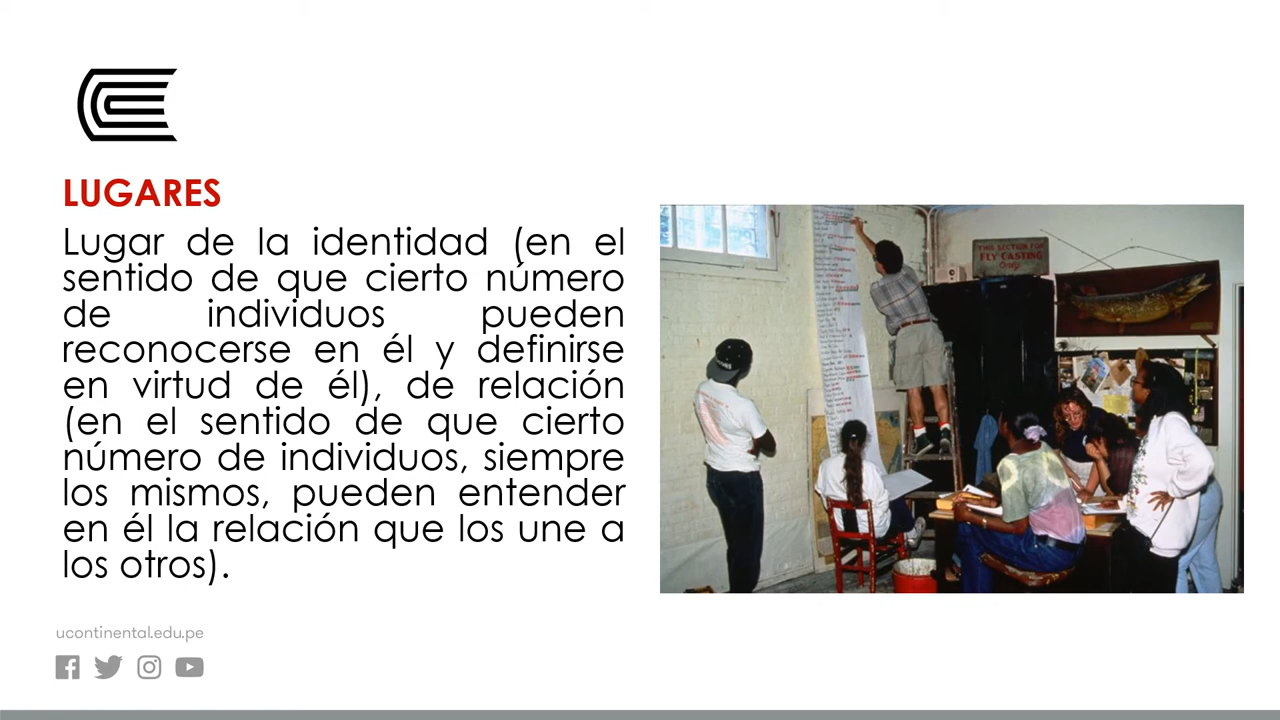 LUGARES
Lugar de la identidad (en el
sentido de que cierto número
de individuos pueden
reconocerse en él y definirse
en virtud de él), de relación
(en el sentido de que cierto
número de individuos, siempre
los mismos, pueden entender
en él la relación que los une a
los otros).
THIS SECTION FOR
FLY CASTING
Only
ucontinental.edu.pe